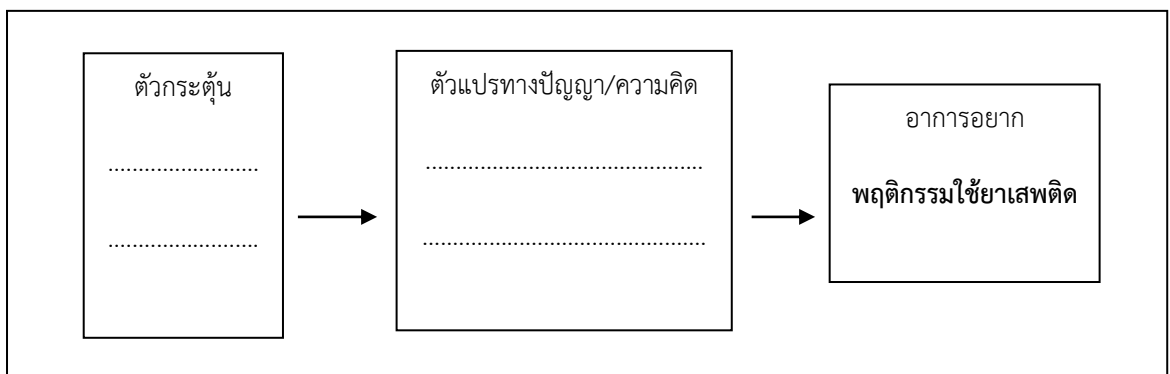 ตัวกระตุ้น
.........................
.........................
ตัวแปรทางปัญญา/ความคิด
..............................................
...............................................
อาการอยาก
พฤติกรรมใช้ยาเสพติด